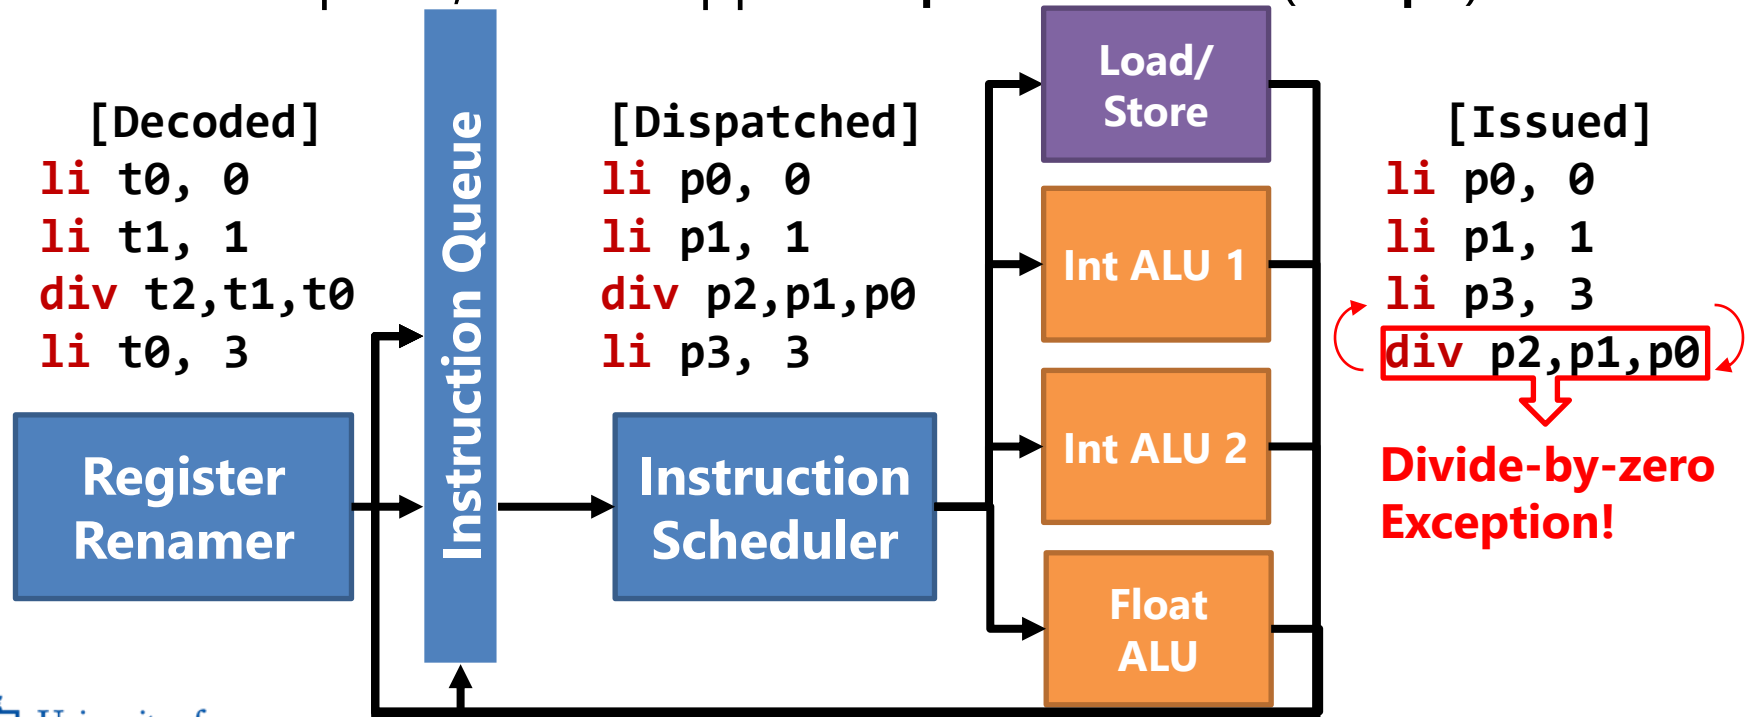 [Decoded]
li t0, 0
li t1, 1
div t2,t1,t0
li t0, 3
Register
Renamer
Instruction Queue
[Dispatched]
li p0, 0
li p1, 1
div p2,p1,p0
li p3, 3
Instruction
Scheduler
Load/
Store
Int ALU 1
Int ALU 2
Float
ALU
[Issued]
li p0, 0
li p1, 1
li p3, 3
div p2,p1,p0
Divide-by-zero
Exception!